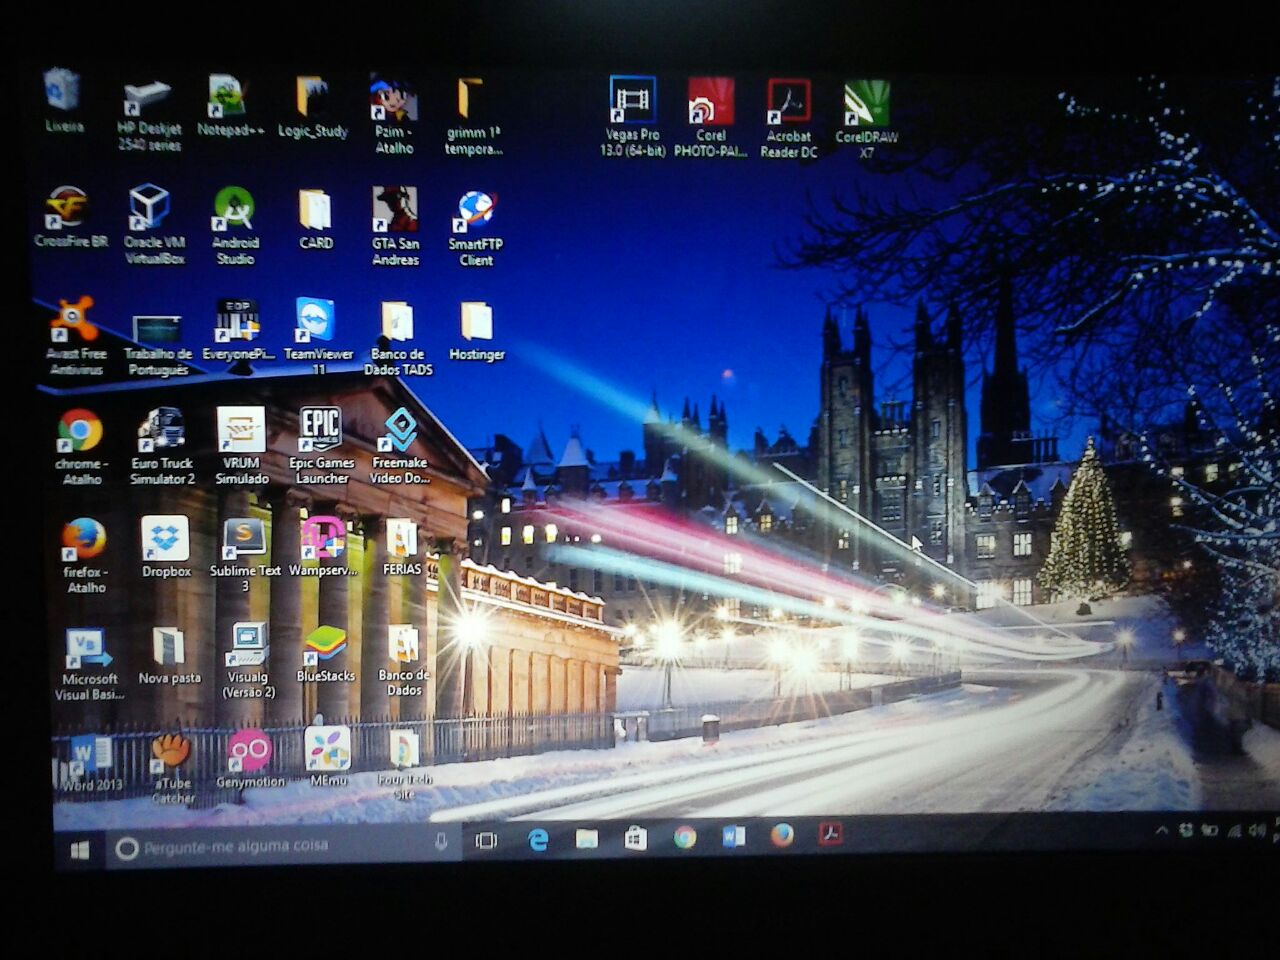 Lixeira
HP Deskjet
2540 series
Notepad++
Logic_Study
Pzim -
Atalho
grimm 1ª
tempora...
Vegas Pro
13.0 (64-bit)
Corel
PHOTO-PAI...
Acrobat
Reader DC
CorelDRAW
X7
CrossFire BR
Oracle VM
VirtualBox
Android
Studio
CARD
GTA San
Andreas
SmartFTP
Client
Avast Free
Antivirus
Trabalho de
Português
EOP
EveryonePi...
TeamViewer
11
Banco de
Dados TADS
Hostinger
chrome -
Atalho
Euro Truck
Simulator 2
VRUM
Simulado
EPIC
GAMES
Epic Games
Launcher
Freemake
Video Do...
firefox -
Atalho
Dropbox
S
Sublime Text
3
Wampserv...
FERIAS
VB
Microsoft
Visual Basi...
Nova pasta
Visualg
(Versão 2)
BlueStacks
Banco de
Dados
W
Word 2013
aTube
Catcher
Genymotion
MEmu
Four Tech
Site
Pergunte-me alguma coisa